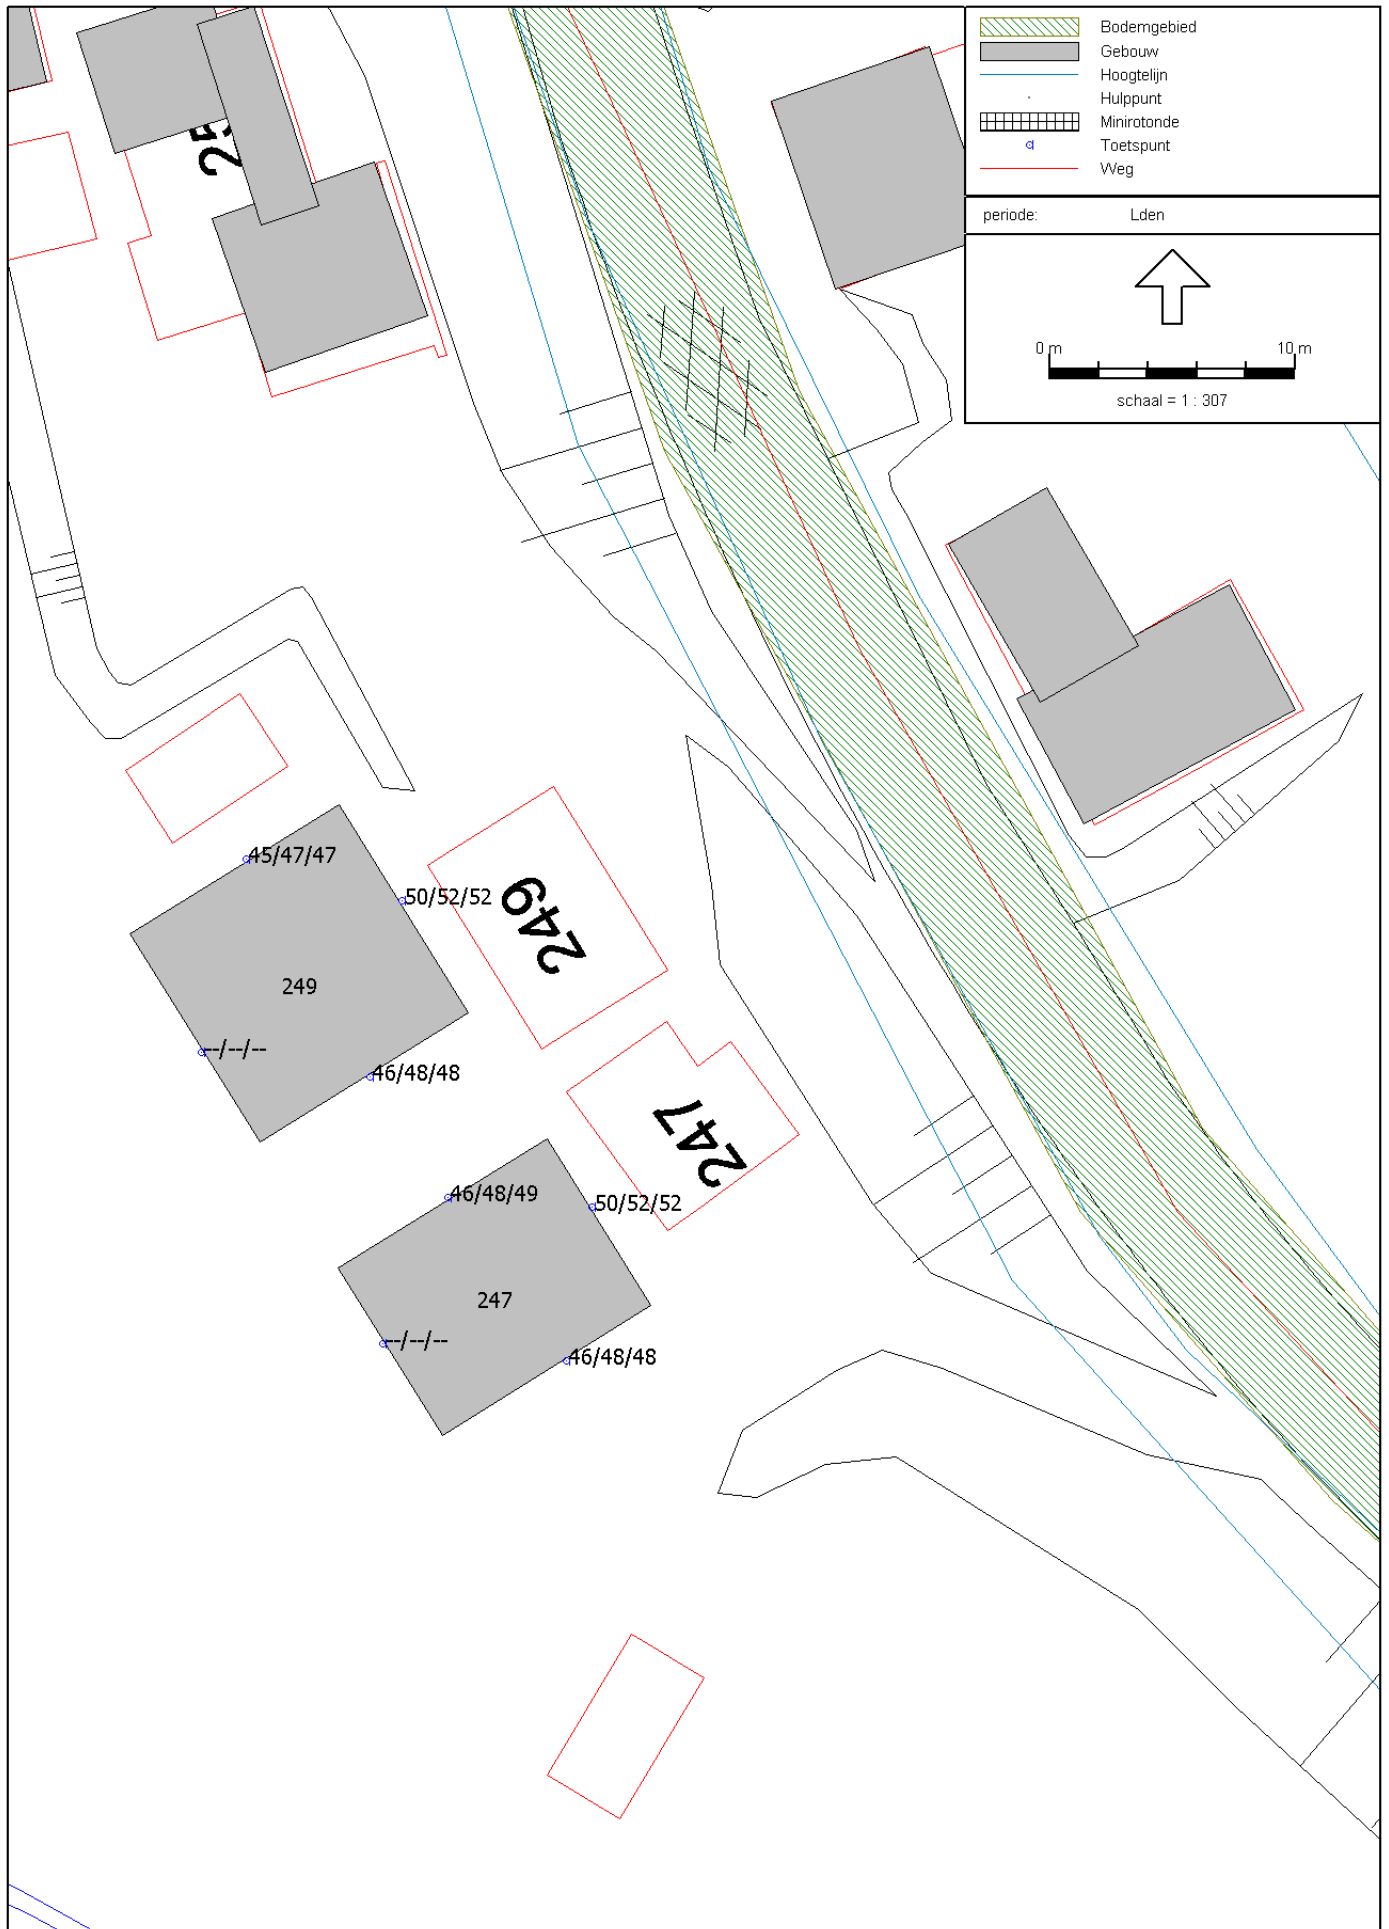 Bodemgebied
Gebouw
Hoogtelijn
Hulppunt
Minirotonde
Toetspunt
Weg
periode: Lden
0 m 10 m
schaal = 1 : 307
45/47/47
50/52/52
249
249
--/--/--
46/48/48
247
46/48/49
50/52/52
247
--/--/--
46/48/48